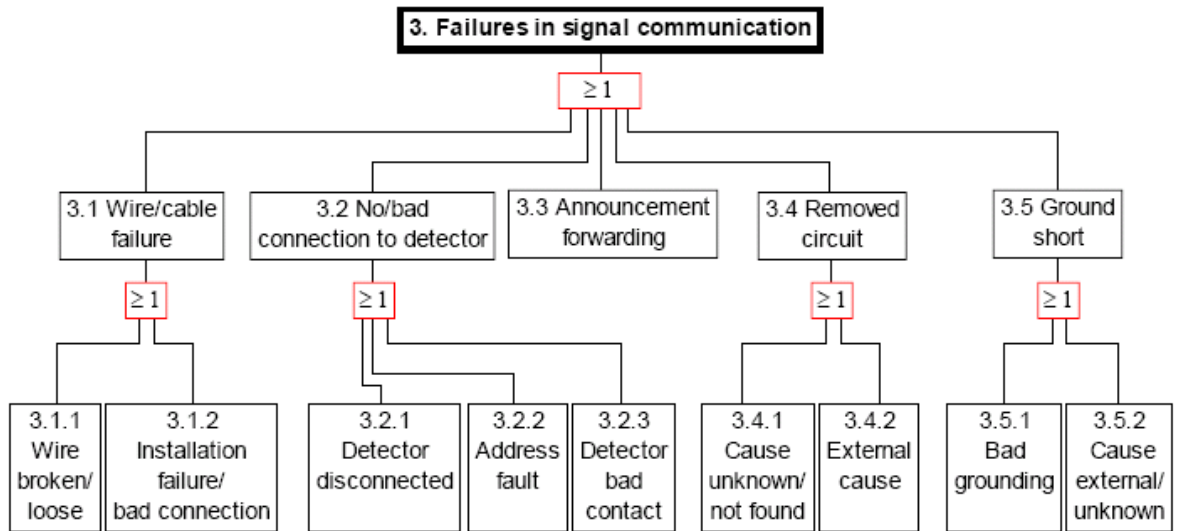 3. Failures in signal communication
≥ 1
3.1 Wire/cable
failure
3.2 No/bad
connection to detector
3.3 Announcement
forwarding
3.4 Removed
circuit
3.5 Ground
short
≥ 1
≥ 1
≥ 1
≥ 1
3.1.1
Wire
broken/
loose
3.1.2
Installation
failure/
bad connection
3.2.1
Detector
disconnected
3.2.2
Address
fault
3.2.3
Detector
bad
contact
3.4.1
Cause
unknown/
not found
3.4.2
External
cause
3.5.1
Bad
grounding
3.5.2
Cause
external/
unknown